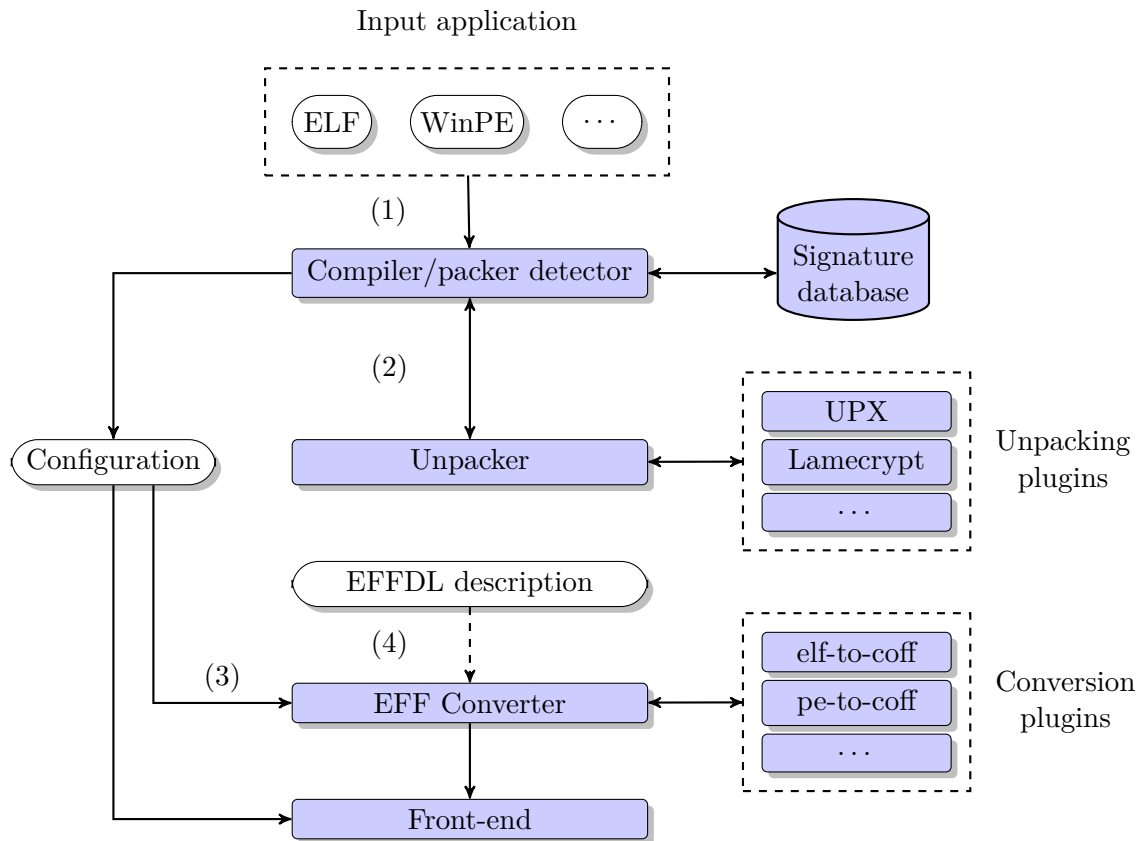 Input application
ELF
WinPE
···
(1)
Compiler/packer detector
Signature
database
(2)
UPX
Configuration
Unpacker
Lamecrypt
···
Unpacking
plugins
EFFDL description
(4)
(3)
EFF Converter
elf-to-coff
pe-to-coff
···
Conversion
plugins
Front-end